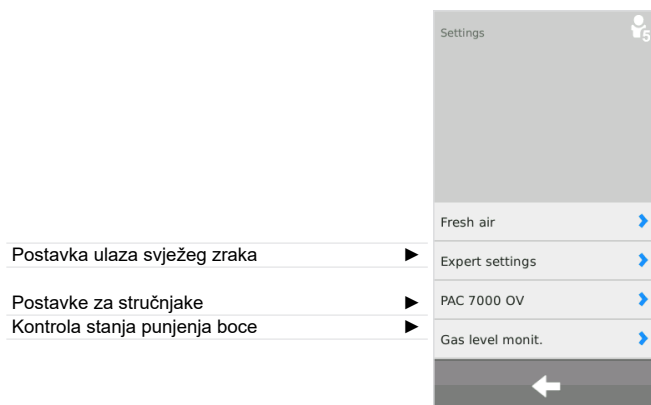 Settings
5
Fresh air
Postavka ulaza svježeg zraka ►
Expert settings
Postavke za stručnjake ►
PAC 7000 OV
Kontrola stanja punjenja boce ►
Gas level monit.